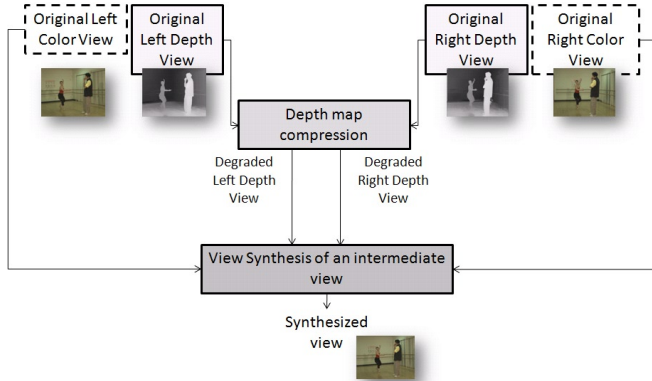 Original Left
Color View
Original
Left Depth
View
Original
Right Depth
View
Original
Right Color
View
Depth map
compression
Degraded
Left Depth
View
Degraded
Right Depth
View
View Synthesis of an intermediate
view
Synthesized
view